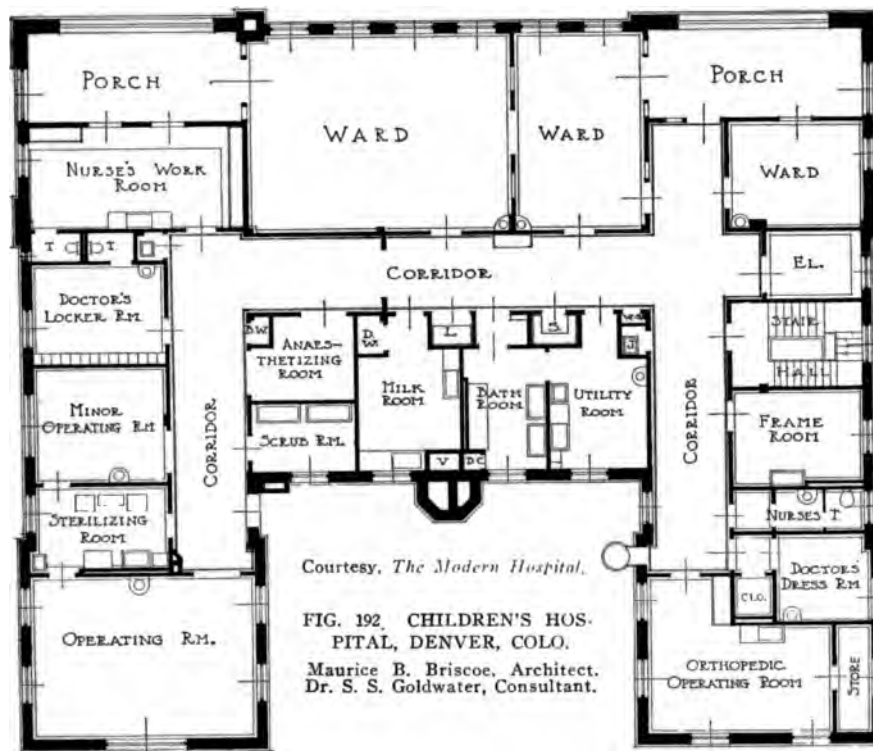 PORCH
WARD
WARD
PORCH
NURSE'S WORK
ROOM
WARD
T.
T.
CORRIDOR
EL.
DOCTOR'S
LOCKER RM.
D.W.
ANAES-
THETIZING
ROOM
D.
W.
L.
S.
STAIR
HALL
MILK
ROOM
BATH
ROOM
UTILITY
ROOM
MINOR
OPERATING RM
CORRIDOR
SCRUB RM.
CORRIDOR
FRAME
ROOM
V
D C
STERILIZING
ROOM
NURSES T.
DOCTORS'
DRESS RM.
CLO.
Courtesy, The Modern Hospital.
FIG. 192. CHILDREN'S HOS-
PITAL, DENVER, COLO.
Maurice B. Briscoe, Architect.
Dr. S. S. Goldwater, Consultant.
OPERATING RM.
ORTHOPEDIC
OPERATING ROOM
STORE